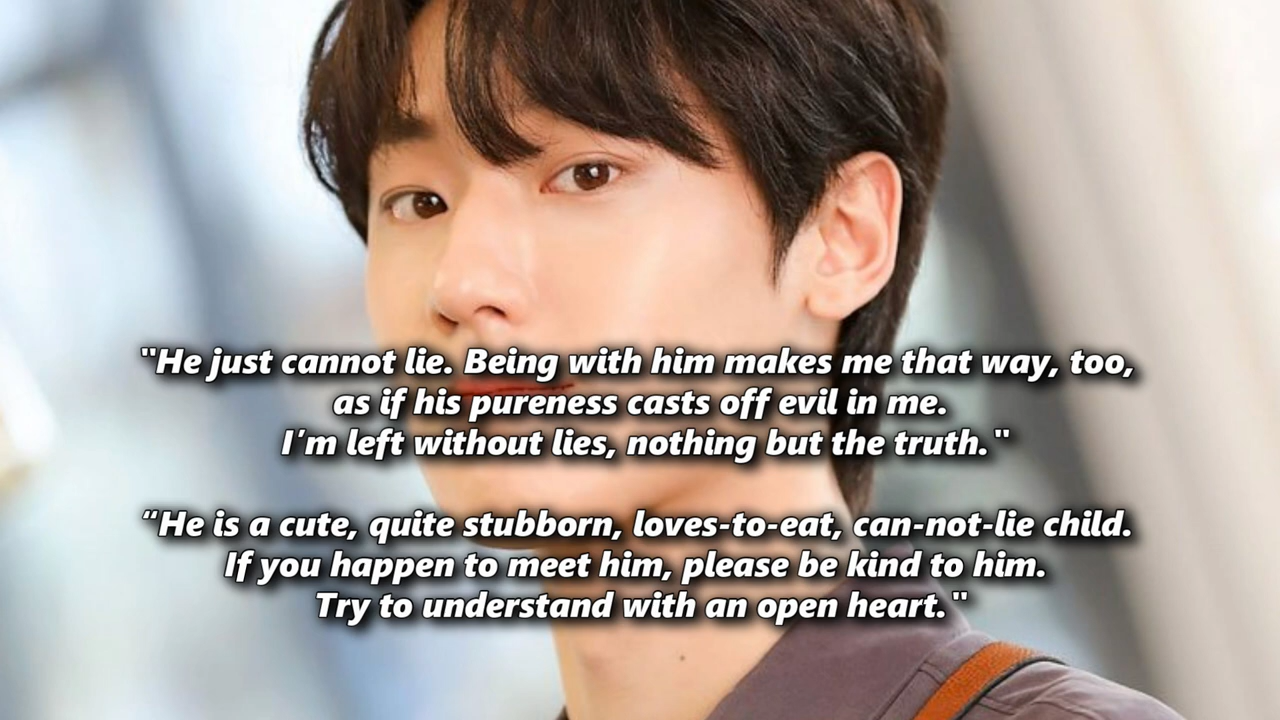 "He just cannot lie. Being with him makes me that way, too,
as if his pureness casts off evil in me.
I'm left without lies, nothing but the truth."
“He is a cute, quite stubborn, loves-to-eat, can-not-lie child.
If you happen to meet him, please be kind to him.
Try to understand with an open heart."